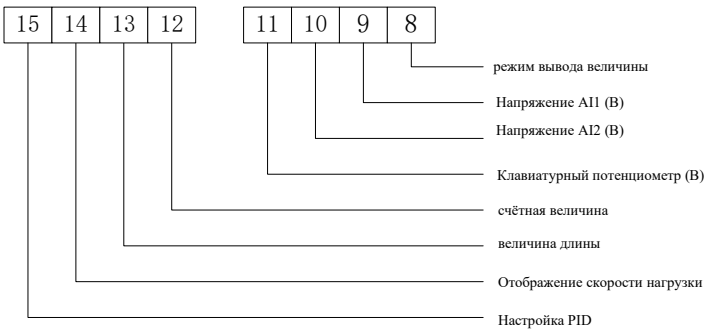 15 14 13 12 11 10 9 8
режим вывода величины
Напряжение AI1 (В)
Напряжение AI2 (В)
Клавиатурный потенциометр (В)
счётная величина
величина длины
Отображение скорости нагрузки
Настройка PID